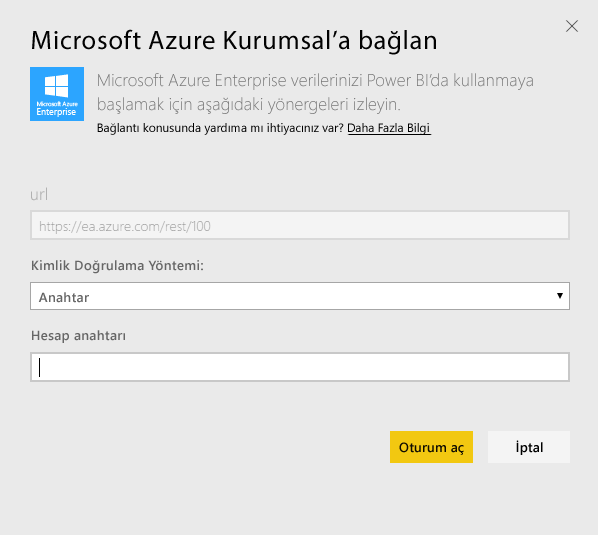 Microsoft Azure Kurumsal’a bağlan
Microsoft Azure
Enterprise
Microsoft Azure Enterprise verilerinizi Power BI’da kullanmaya
başlamak için aşağıdaki yönergeleri izleyin.
Bağlantı konusunda yardıma mı ihtiyacınız var? Daha Fazla Bilgi
url
https://ea.azure.com/rest/100
Kimlik Doğrulama Yöntemi:
Anahtar
Hesap anahtarı
Oturum aç İptal